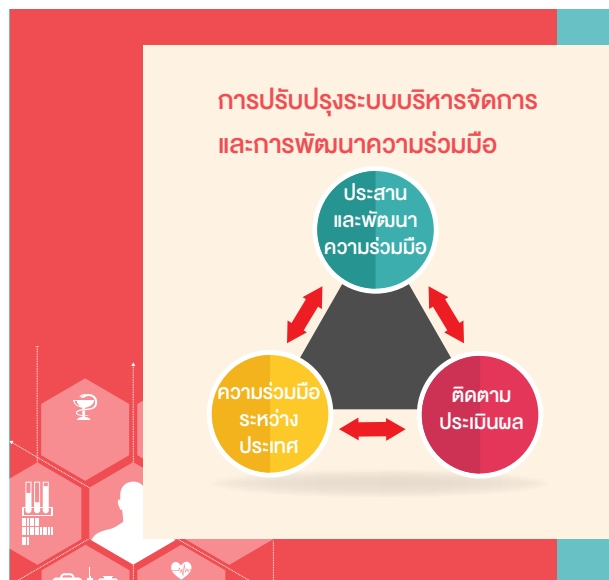 การปรับปรุงระบบบริหารจัดการ
และการพัฒนาความร่วมมือ
ประสาน
และพัฒนา
ความร่วมมือ
ความร่วมมือ
ระหว่าง
ประเทศ
ติดตาม
ประเมินผล